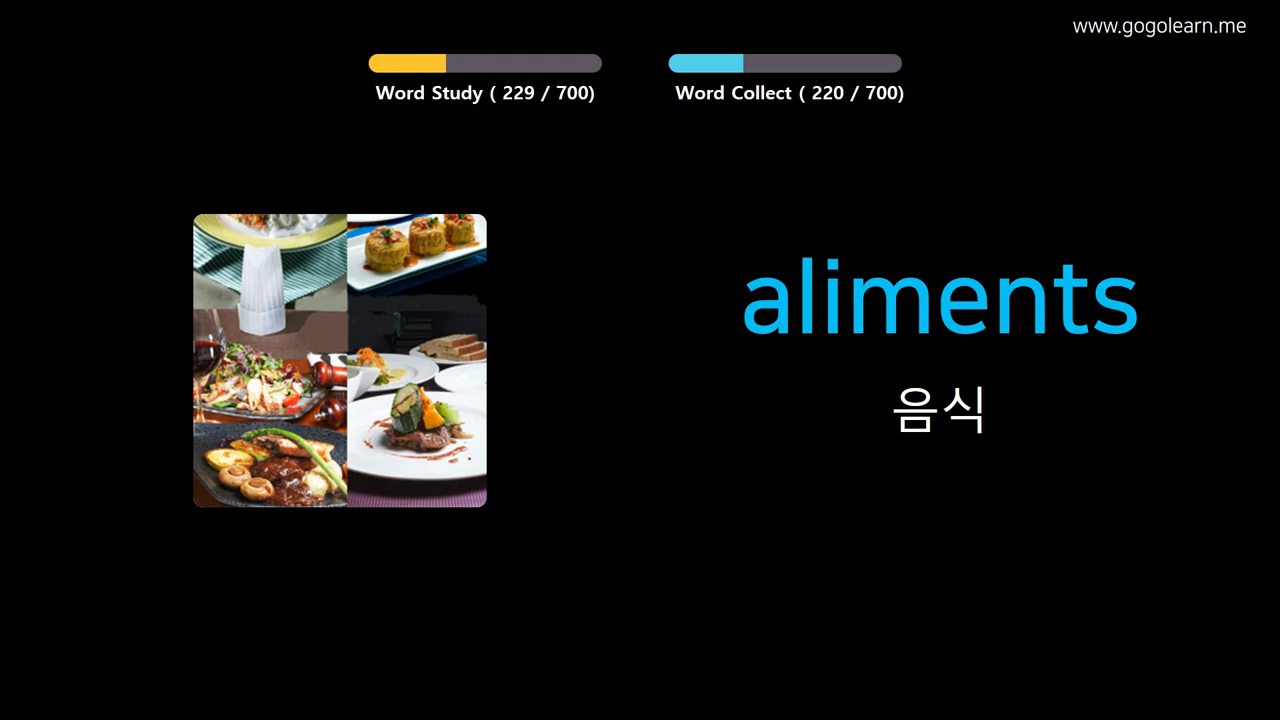 www.gogolearn.me
Word Study ( 229 / 700)
Word Collect ( 220 / 700)
aliments
음식